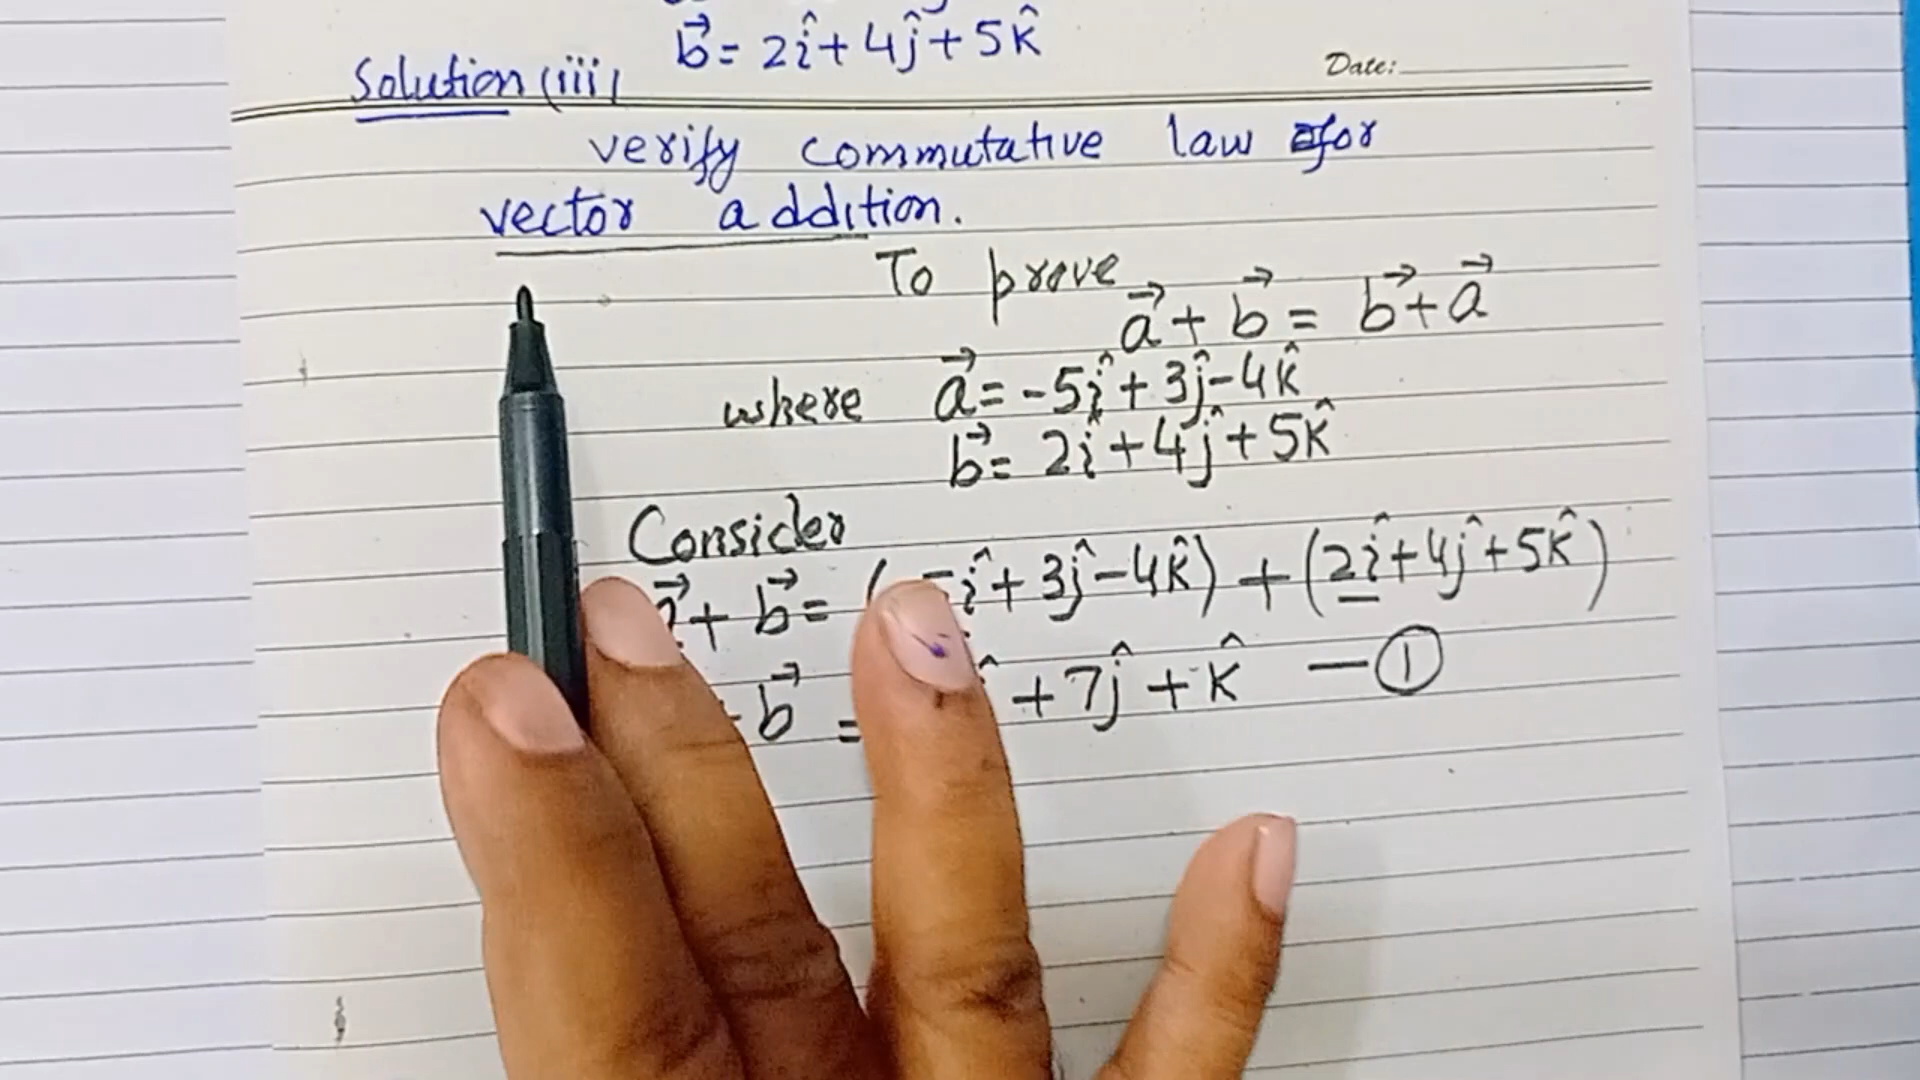 b⃗ = 2î + 4ĵ + 5k̂
Solution (iii)
Date:
verify commutative law for
vector addition.
To prove
a⃗ + b⃗ = b⃗ + a⃗
where a⃗ = -5î + 3ĵ - 4k̂
b⃗ = 2î + 4ĵ + 5k̂
Consider
+ b⃗ = ( î + 3ĵ - 4k̂) + (2î + 4ĵ + 5k̂)
b⃗ = + 7ĵ + k̂ — ①